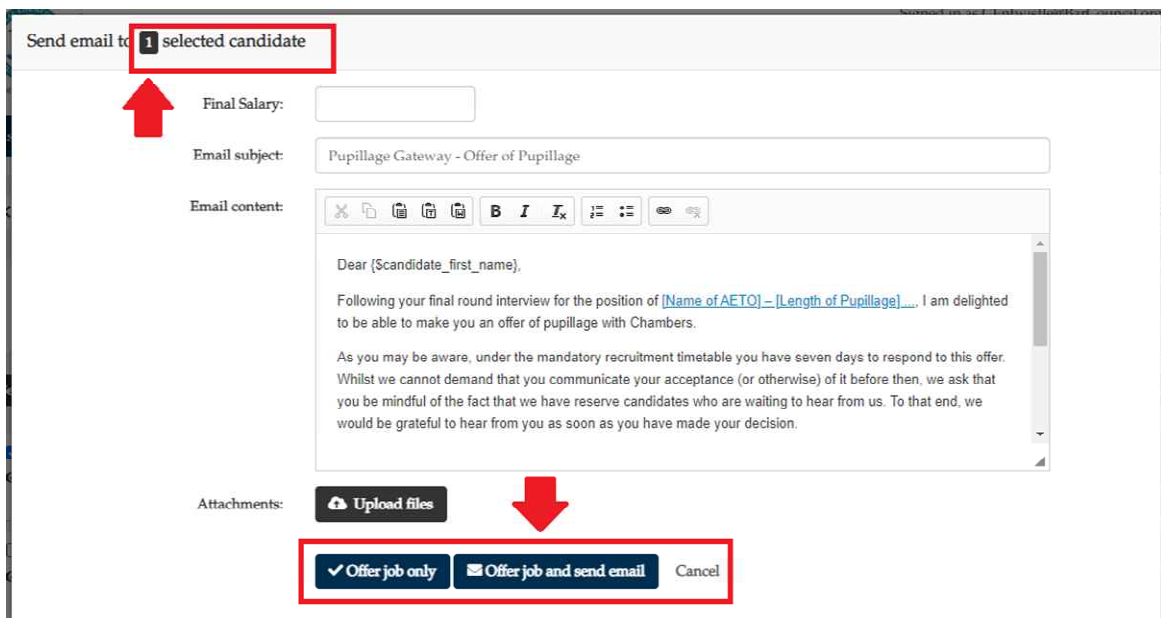 Send email to 1 selected candidate
Final Salary:
Email subject: Pupillage Gateway - Offer of Pupillage
Email content:
B I Ix
Dear {$candidate_first_name},
Following your final round interview for the position of [Name of AETO] – [Length of Pupillage] .... I am delighted
to be able to make you an offer of pupillage with Chambers.
As you may be aware, under the mandatory recruitment timetable you have seven days to respond to this offer.
Whilst we cannot demand that you communicate your acceptance (or otherwise) of it before then, we ask that
you be mindful of the fact that we have reserve candidates who are waiting to hear from us. To that end, we
would be grateful to hear from you as soon as you have made your decision.
Attachments: Upload files
Offer job only Offer job and send email Cancel